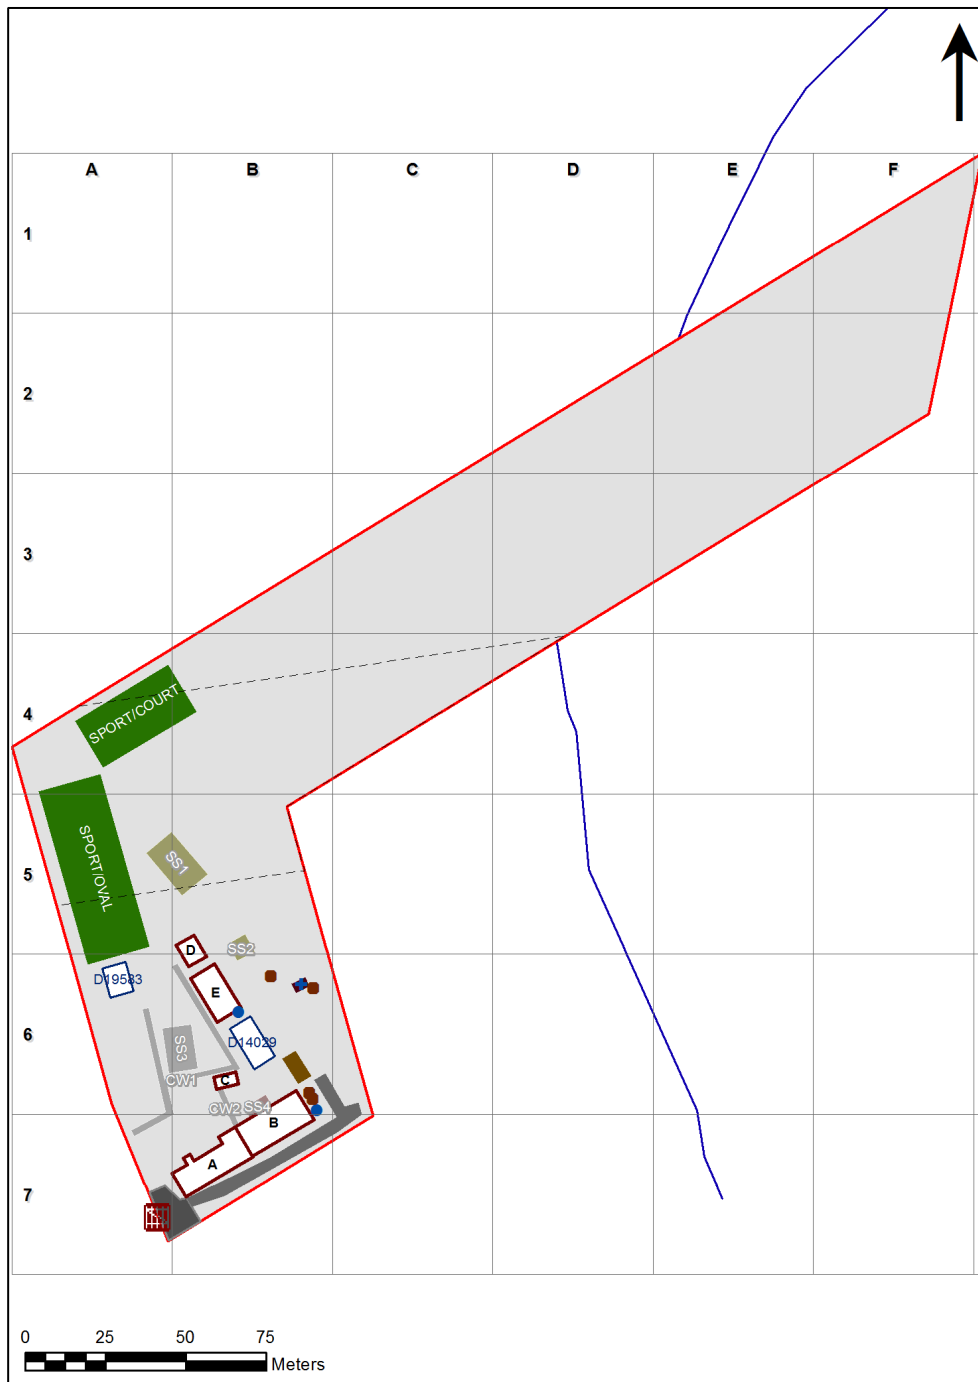 A B C D E F
1
2
3
SPORT/COURT
4
SPORT/OVAL
SS1
5
D
SS2
D19583
E
6
D14029
SS3
CW1
C
CW2
SS4
B
A
7
0 25 50 75
Meters